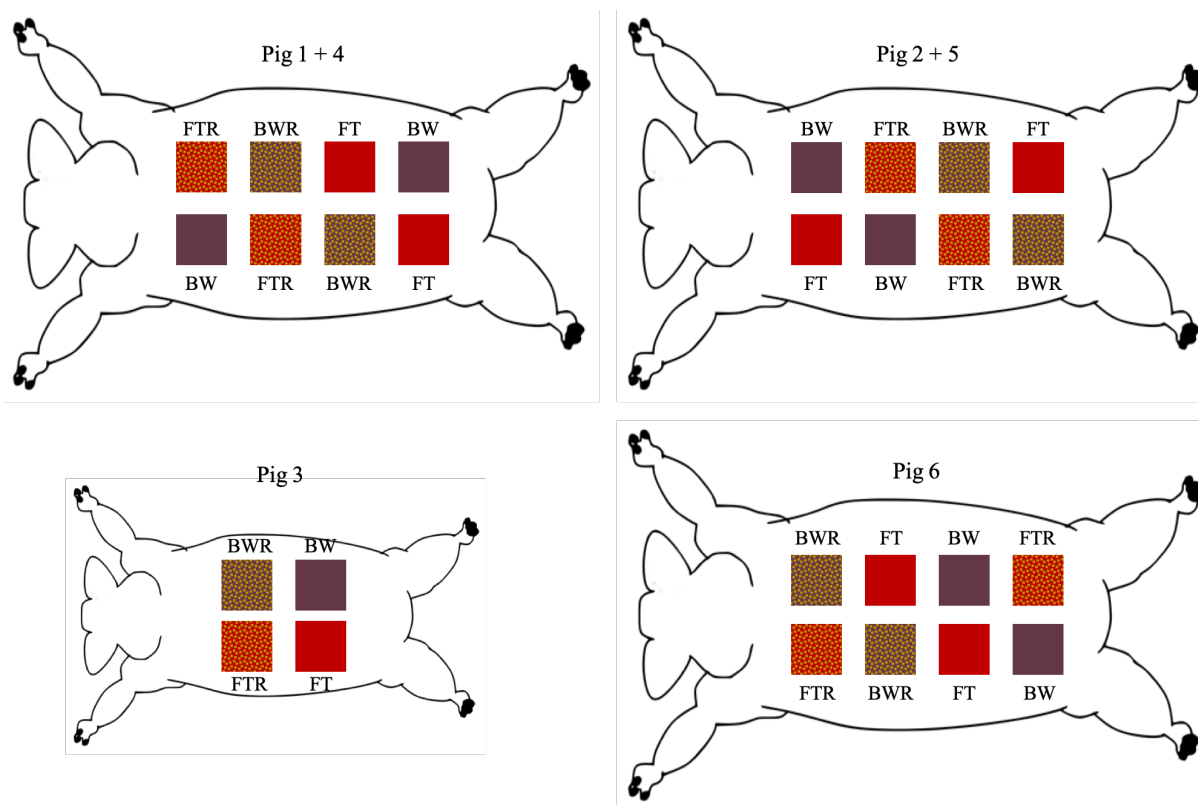 Pig 1 + 4
FTR BWR FT BW
BW FTR BWR FT
Pig 2 + 5
BW FTR BWR FT
FT BW FTR BWR
Pig 3
BWR BW
FTR FT
Pig 6
BWR FT BW FTR
FTR BWR FT BW